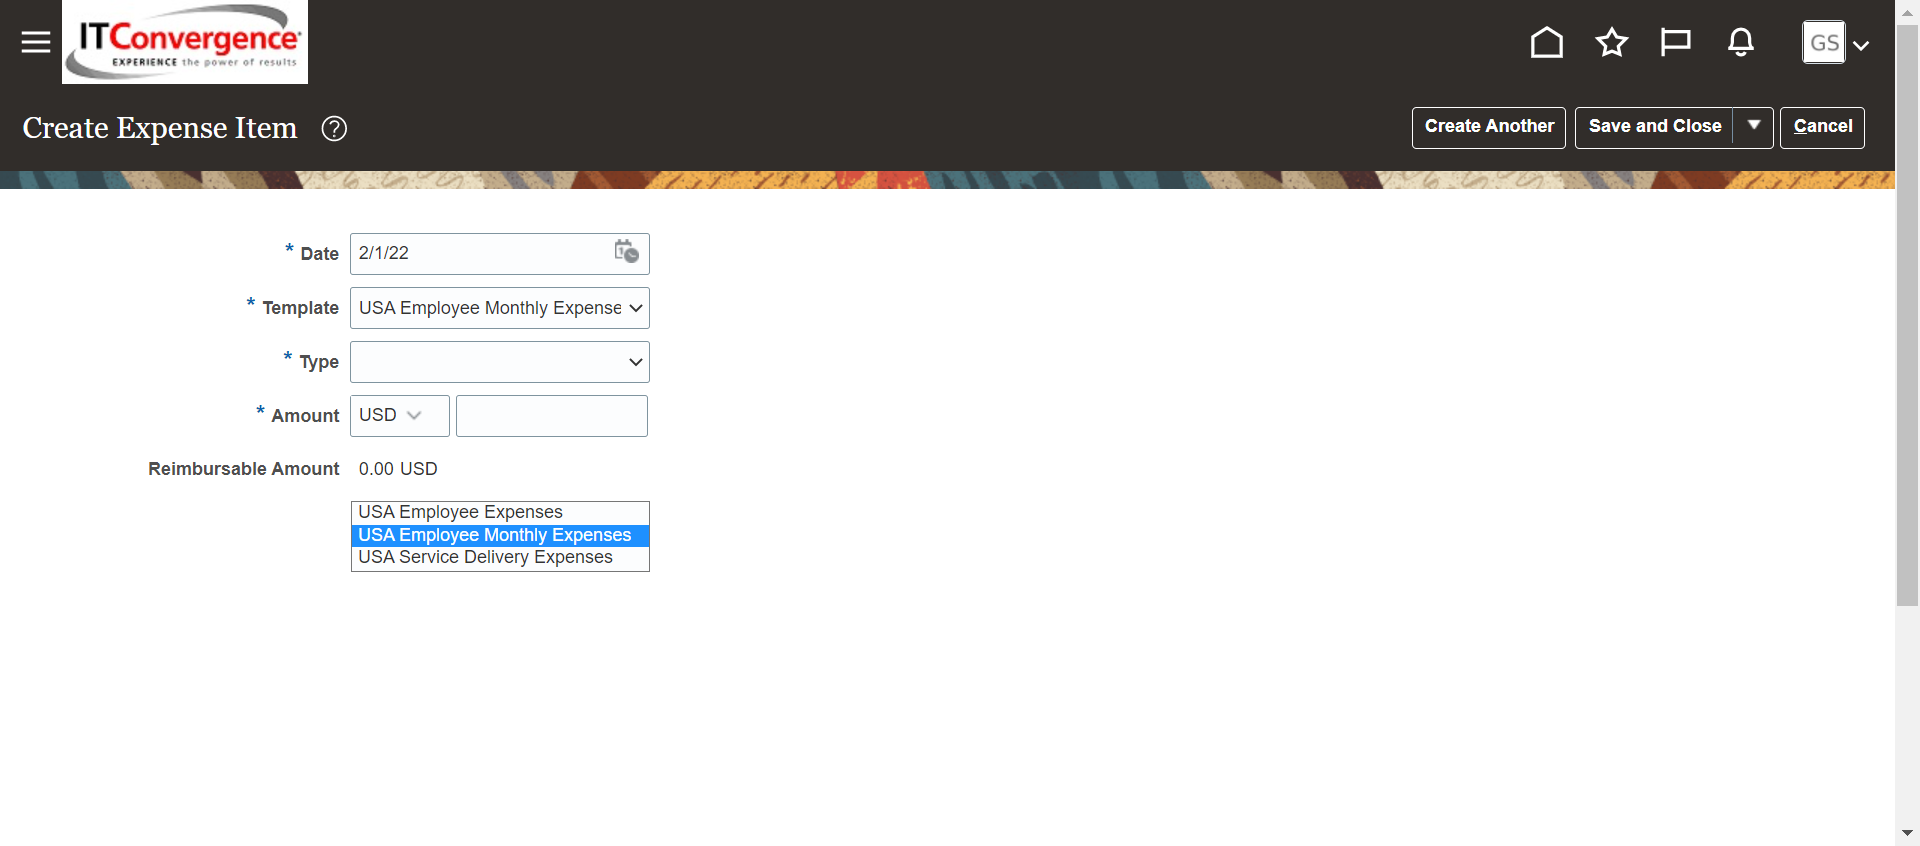 ITConvergence
EXPERIENCE the power of results
GS
Create Expense Item ?
Create Another
Save and Close
Cancel
* Date 2/1/22
* Template USA Employee Monthly Expense
* Type
* Amount USD
Reimbursable Amount 0.00 USD
USA Employee Expenses
USA Employee Monthly Expenses
USA Service Delivery Expenses